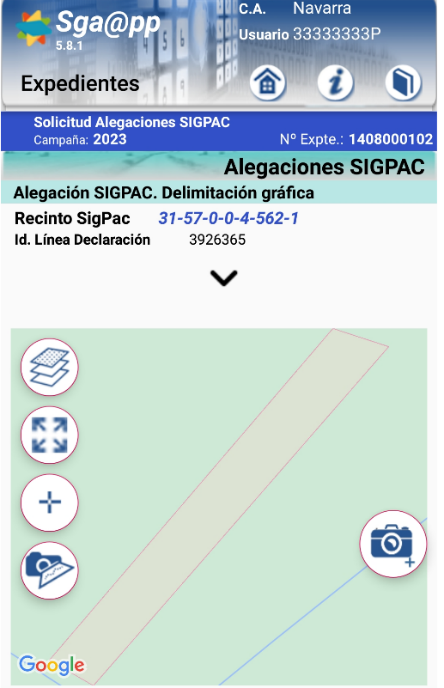 Sga@pp
5.8.1
C.A. Navarra
Usuario 33333333P
Expedientes
Solicitud Alegaciones SIGPAC
Campaña: 2023 Nº Expte.: 1408000102
Alegaciones SIGPAC
Alegación SIGPAC. Delimitación gráfica
Recinto SigPac 31-57-0-0-4-562-1
Id. Línea Declaración 3926365
Google